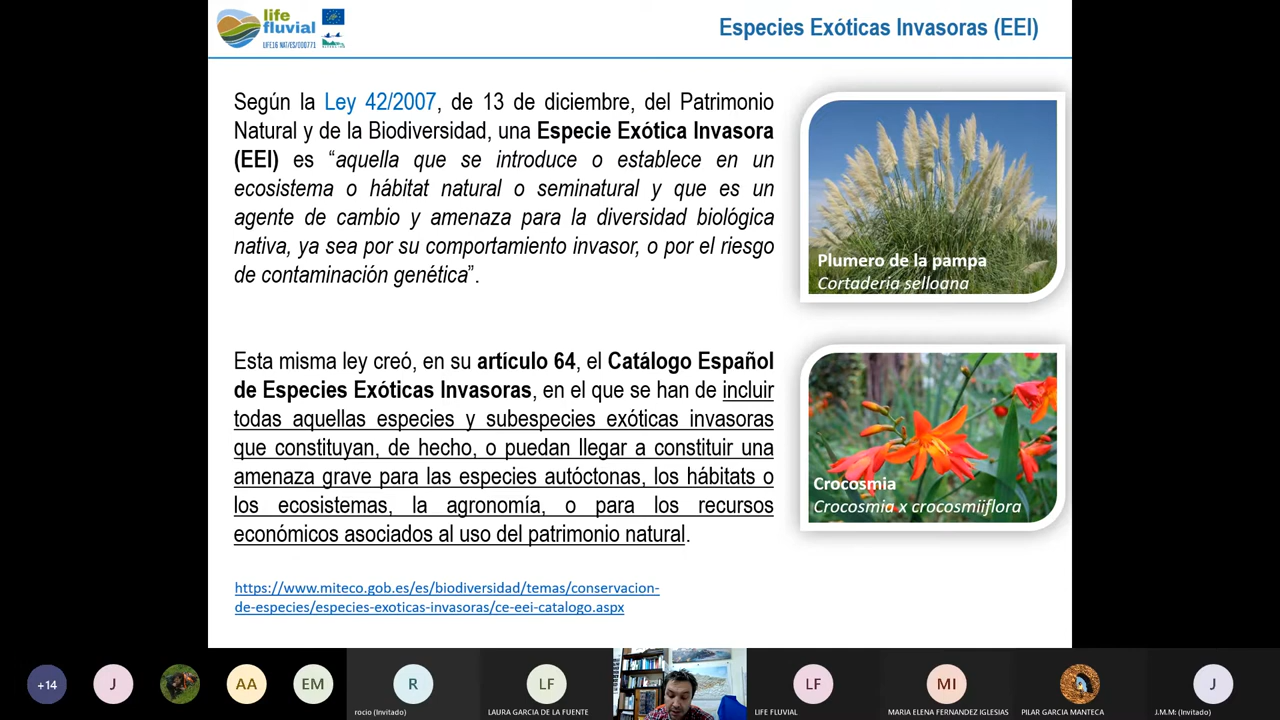 life
fluvial
LIFE16 NAT/ES/000771
Especies Exóticas Invasoras (EEI)
Según la Ley 42/2007, de 13 de diciembre, del Patrimonio
Natural y de la Biodiversidad, una Especie Exótica Invasora
(EEI) es “aquella que se introduce o establece en un
ecosistema o hábitat natural o seminatural y que es un
agente de cambio y amenaza para la diversidad biológica
nativa, ya sea por su comportamiento invasor, o por el riesgo
de contaminación genética”.
Plumero de la pampa
Cortaderia selloana
Esta misma ley creó, en su artículo 64, el Catálogo Español
de Especies Exóticas Invasoras, en el que se han de incluir
todas aquellas especies y subespecies exóticas invasoras
que constituyan, de hecho, o puedan llegar a constituir una
amenaza grave para las especies autóctonas, los hábitats o
los ecosistemas, la agronomía, o para los recursos
económicos asociados al uso del patrimonio natural.
Crocosmia
Crocosmia x crocosmiiflora
https://www.miteco.gob.es/es/biodiversidad/temas/conservacion-
de-especies/especies-exoticas-invasoras/ce-eei-catalogo.aspx
+14
J
AA
EM
R
rocio (Invitado)
LF
LAURA GARCIA DE LA FUENTE
LF
LIFE FLUVIAL
MI
MARIA ELENA FERNANDEZ IGLESIAS
PILAR GARCIA MANTECA
J
J.M.M: (Invitado)